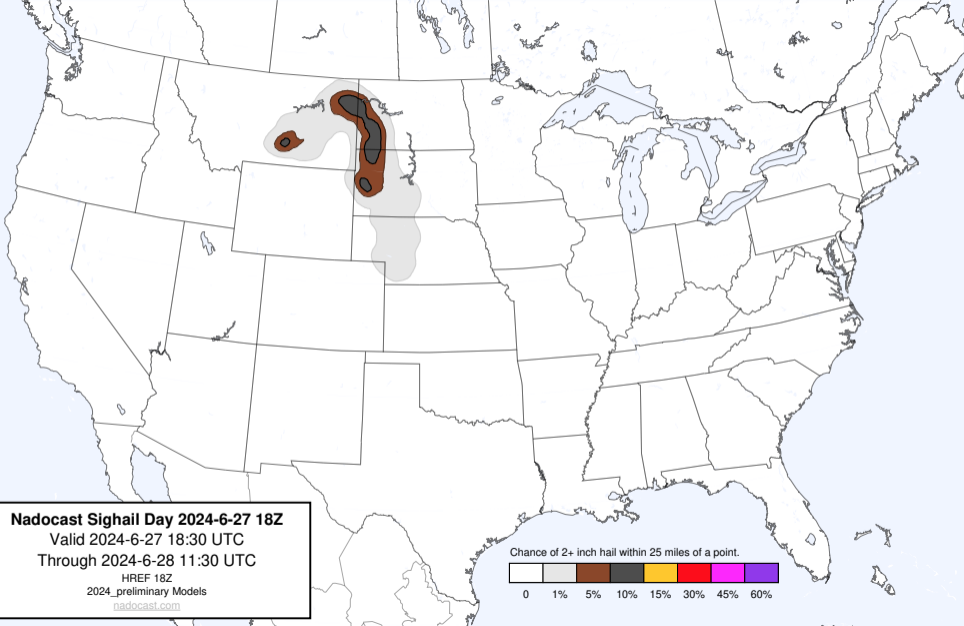 Nadocast Sighail Day 2024-6-27 18Z
Valid 2024-6-27 18:30 UTC
Through 2024-6-28 11:30 UTC
HREF 18Z
2024_preliminary Models
nadocast.com
Chance of 2+ inch hail within 25 miles of a point.
0 1% 5% 10% 15% 30% 45% 60%